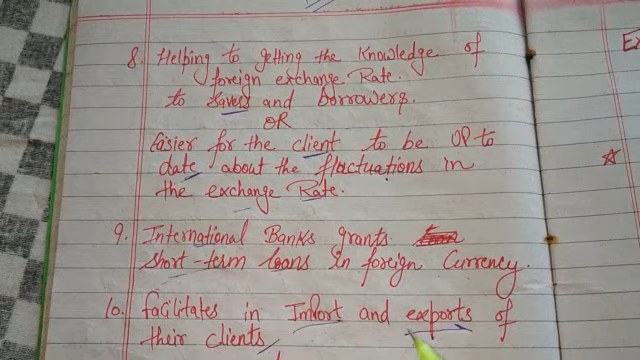 8. Helping to getting the knowledge of
foreign exchange Rate.
to savers and borrowers.
OR
Easier for the client to be UP to
date about the fluctuations in
the exchange Rate.
9. International Banks grants
short-term loans in foreign Currency.
10. facilitates in Import and exports of
their clients